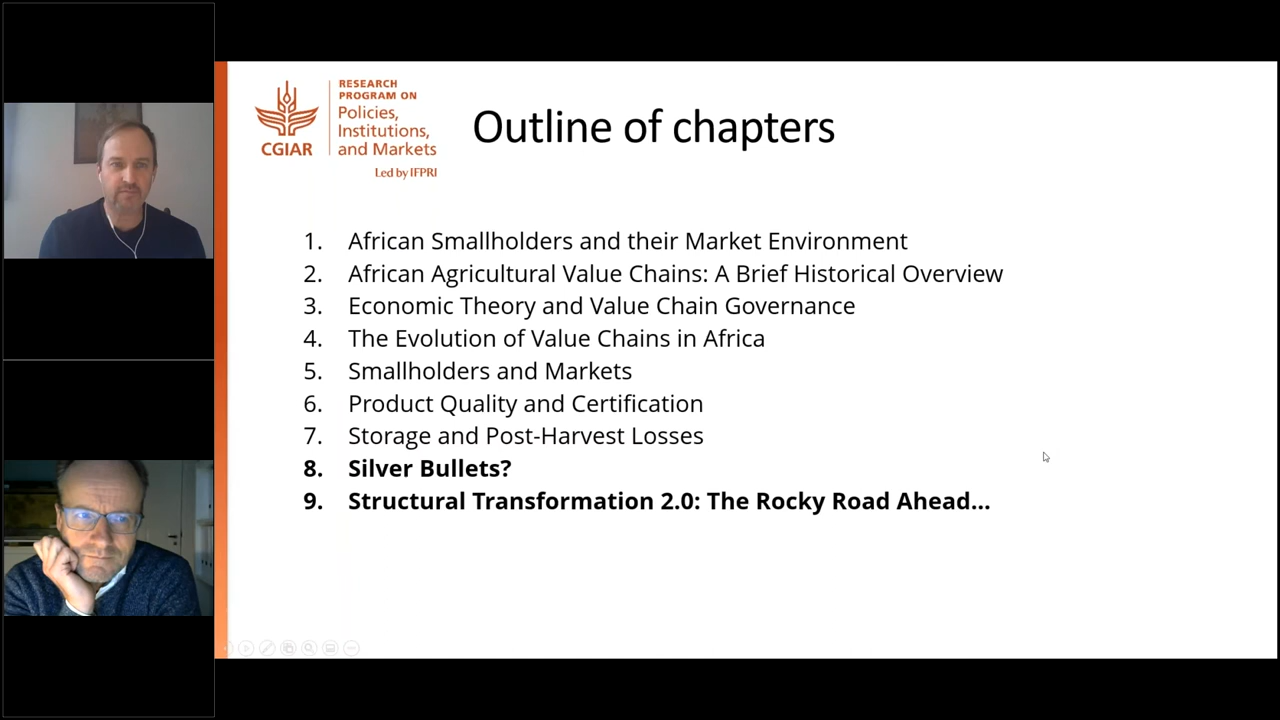 RESEARCH
PROGRAM ON
Policies,
Institutions,
and Markets
CGIAR
Led by IFPRI
Outline of chapters
1. African Smallholders and their Market Environment
2. African Agricultural Value Chains: A Brief Historical Overview
3. Economic Theory and Value Chain Governance
4. The Evolution of Value Chains in Africa
5. Smallholders and Markets
6. Product Quality and Certification
7. Storage and Post-Harvest Losses
8. Silver Bullets?
9. Structural Transformation 2.0: The Rocky Road Ahead...